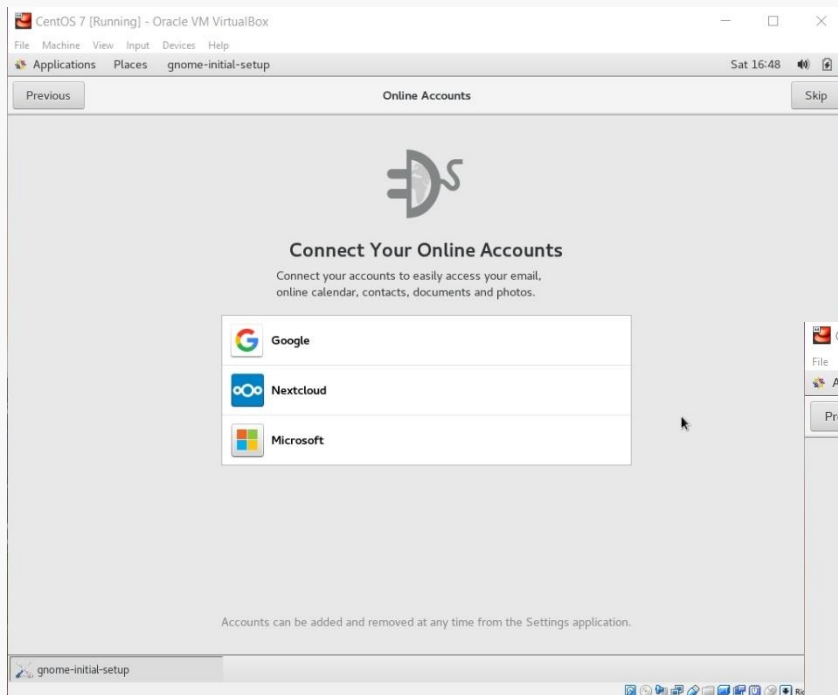 CentOS 7 [Running] - Oracle VM VirtualBox
File Machine View Input Devices Help
Applications Places gnome-initial-setup Sat 16:48
Previous Online Accounts Skip
Connect Your Online Accounts
Connect your accounts to easily access your email,
online calendar, contacts, documents and photos.
Google
Nextcloud
Microsoft
Accounts can be added and removed at any time from the Settings application.
gnome-initial-setup
File